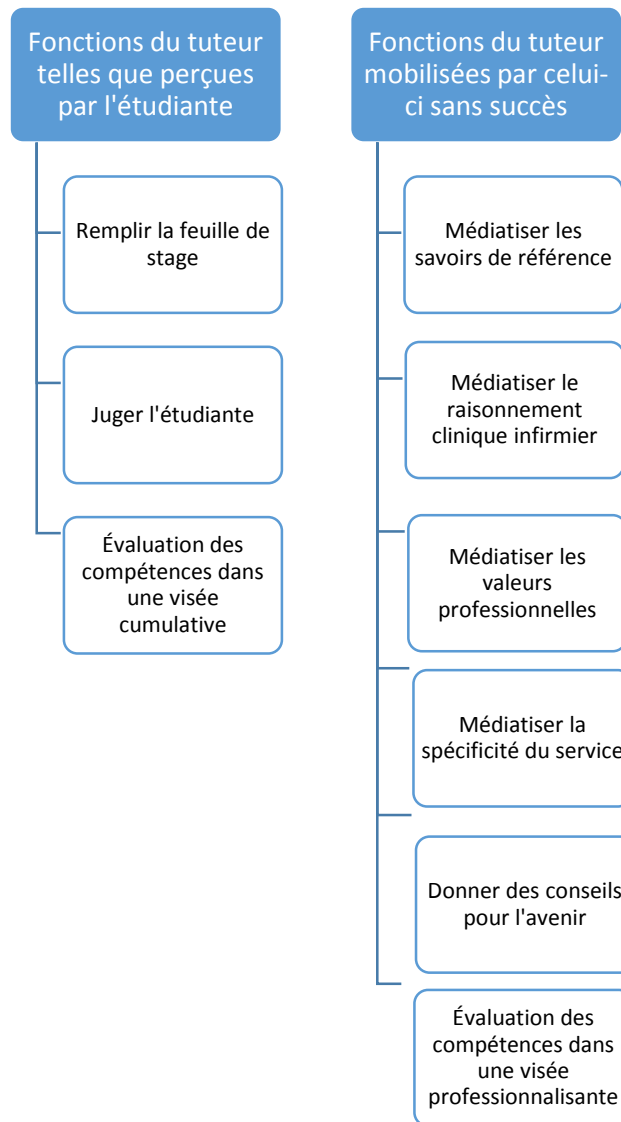 Fonctions du tuteur
telles que perçues
par l'étudiante
Remplir la feuille de
stage
Juger l'étudiante
Évaluation des
compétences dans
une visée
cumulative
Fonctions du tuteur
mobilisées par celui-
ci sans succès
Médiatiser les
savoirs de référence
Médiatiser le
raisonnement
clinique infirmier
Médiatiser les
valeurs
professionnelles
Médiatiser la
spécificité du service
Donner des conseils
pour l'avenir
Évaluation des
compétences dans
une visée
professionnalisante